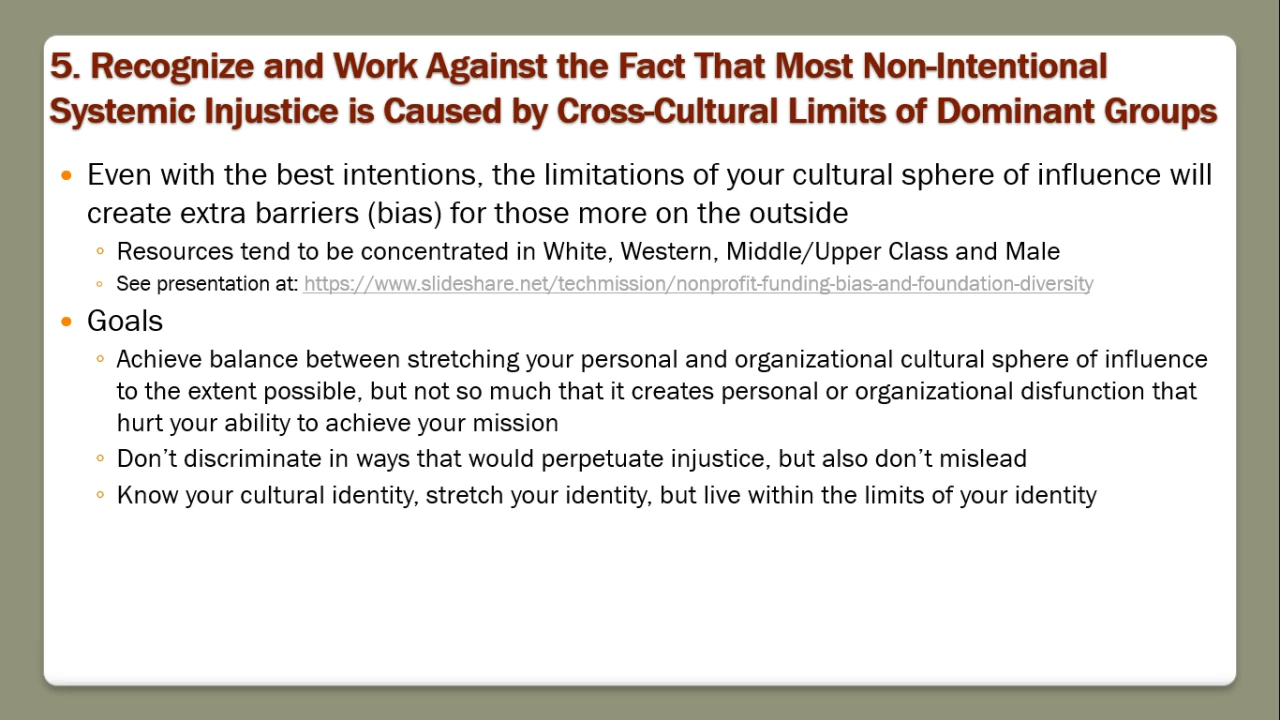 5. Recognize and Work Against the Fact That Most Non-Intentional
Systemic Injustice is Caused by Cross-Cultural Limits of Dominant Groups
• Even with the best intentions, the limitations of your cultural sphere of influence will
create extra barriers (bias) for those more on the outside
◦ Resources tend to be concentrated in White, Western, Middle/Upper Class and Male
◦ See presentation at: https://www.slideshare.net/techmission/nonprofit-funding-bias-and-foundation-diversity
• Goals
◦ Achieve balance between stretching your personal and organizational cultural sphere of influence
to the extent possible, but not so much that it creates personal or organizational disfunction that
hurt your ability to achieve your mission
◦ Don’t discriminate in ways that would perpetuate injustice, but also don’t mislead
◦ Know your cultural identity, stretch your identity, but live within the limits of your identity